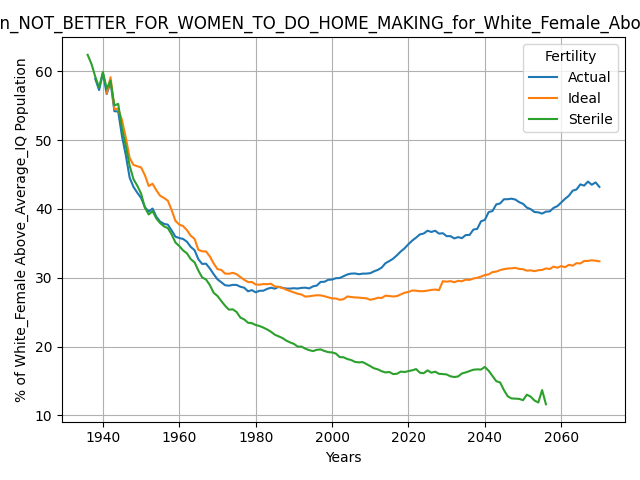 n_NOT_BETTER_FOR_WOMEN_TO_DO_HOME_MAKING_for_White_Female_Abo
% of White_Female Above_Average_IQ Population
60
50
40
30
20
10
Fertility
Actual
Ideal
Sterile
1940 1960 1980 2000 2020 2040 2060
Years